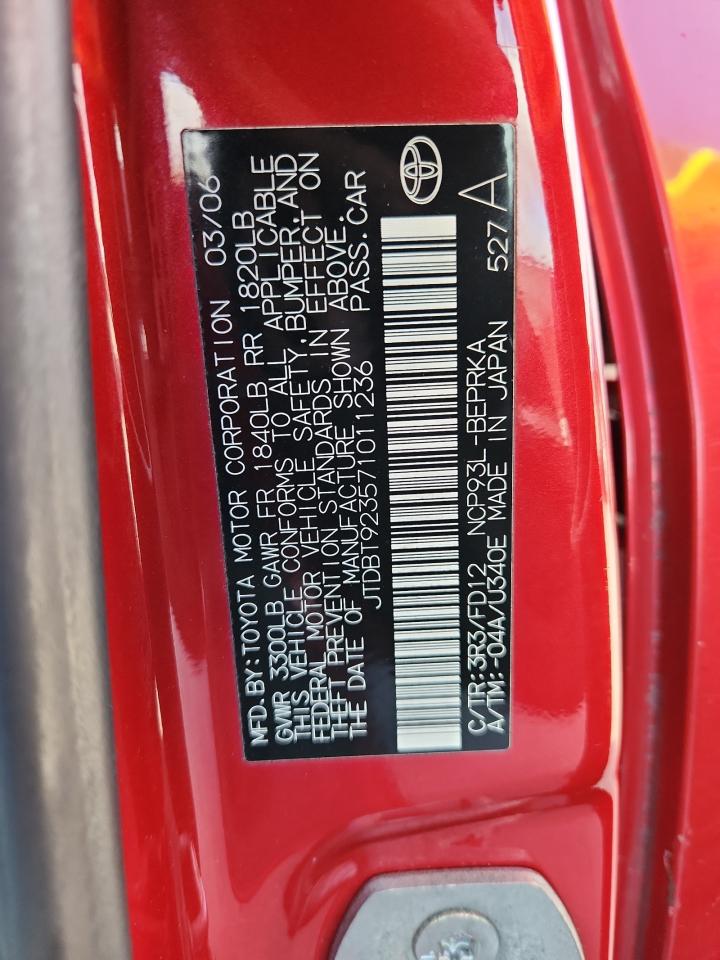 MFD. BY: TOYOTA MOTOR CORPORATION 03/06
GVWR 3300LB GAWR FR 1840LB RR 1820LB
THIS VEHICLE CONFORMS TO ALL APPLICABLE
FEDERAL MOTOR VEHICLE SAFETY, BUMPER, AND
THEFT PREVENTION STANDARDS IN EFFECT ON
THE DATE OF MANUFACTURE SHOWN ABOVE.
JTDBT923571011236 PASS. CAR
C/TR: 3R3/FD12 NCP93L-BEPRKA 527 A
A/TM: -04A/U340E MADE IN JAPAN